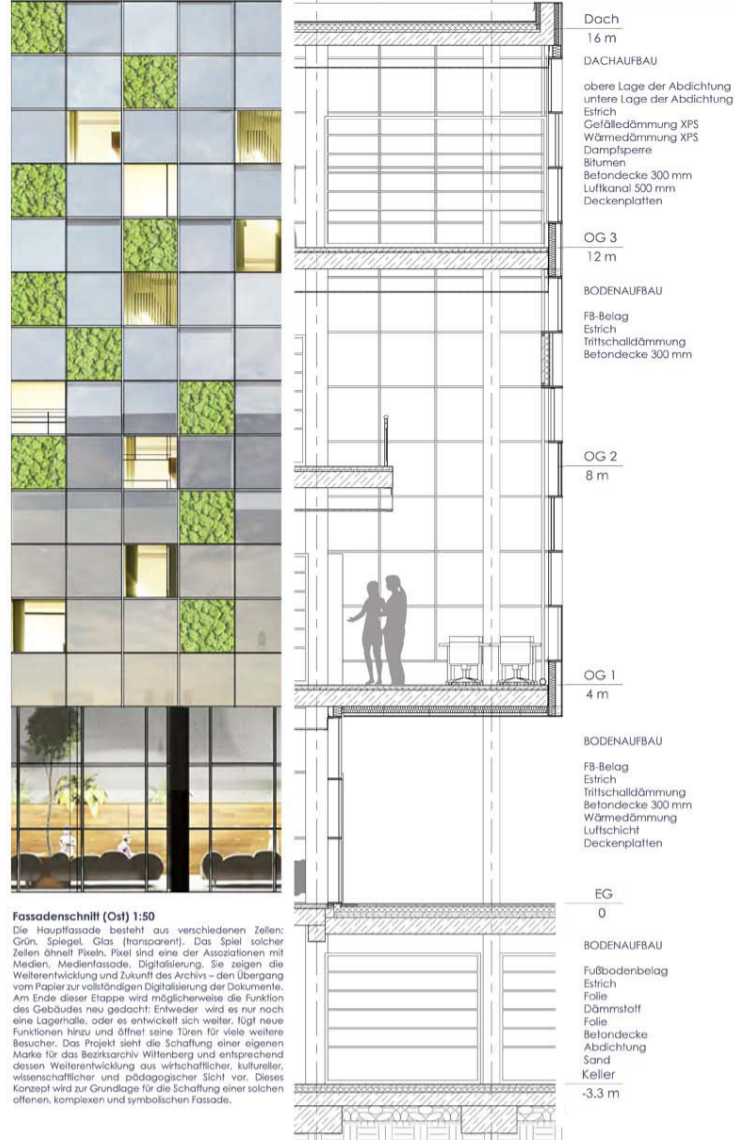 Dach
16 m
DACHAUFBAU
obere Lage der Abdichtung
untere Lage der Abdichtung
Estrich
Gefälledämmung XPS
Wärmedämmung XPS
Dampfsperre
Bitumen
Betondecke 300 mm
Luftkanal 500 mm
Deckenplatten
OG 3
12 m
BODENAUFBAU
FB-Belag
Estrich
Trittschalldämmung
Betondecke 300 mm
OG 2
8 m
OG 1
4 m
BODENAUFBAU
FB-Belag
Estrich
Trittschalldämmung
Betondecke 300 mm
Wärmedämmung
Luftschicht
Deckenplatten
EG
0
BODENAUFBAU
Fußbodenbelag
Estrich
Folie
Dämmstoff
Folie
Betondecke
Abdichtung
Sand
Keller
-3.3 m
Fassadenschnitt (Ost) 1:50
Die Hauptfassade besteht aus verschiedenen Zellen:
Grün, Spiegel, Glas (transparent). Das Spiel solcher
Zellen ähnelt Pixeln. Pixel sind eine der Assoziationen mit
Medien, Medienfassade, Digitalisierung. Sie zeigen die
Weiterentwicklung und Zukunft des Archivs – den Übergang
vom Papier zur vollständigen Digitalisierung der Dokumente.
Am Ende dieser Etappe wird möglicherweise die Funktion
des Gebäudes neu gedacht: Entweder wird es nur noch
eine Lagerhalle, oder es entwickelt sich weiter, fügt neue
Funktionen hinzu und öffnet seine Türen für viele weitere
Besucher. Das Projekt sieht die Schaffung einer eigenen
Marke für das Bezirksarchiv Wittenberg und entsprechend
dessen Weiterentwicklung aus wirtschaftlicher, kultureller,
wissenschaftlicher und pädagogischer Sicht vor. Dieses
Konzept wird zur Grundlage für die Schaffung einer solchen
offenen, komplexen und symbolischen Fassade.